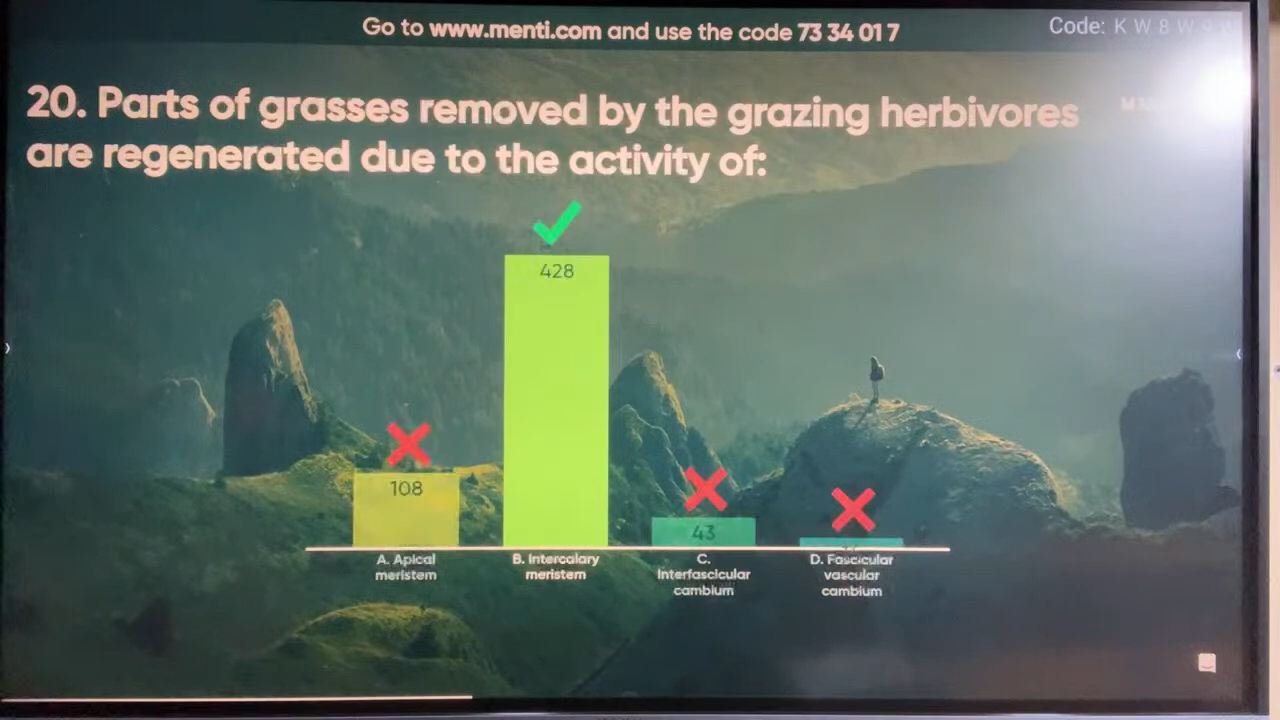 Go to www.menti.com and use the code 73 34 01 7
Code: K W 8 W
20. Parts of grasses removed by the grazing herbivores
are regenerated due to the activity of:
428
108
43
A. Apical
meristem
B. Intercalary
meristem
C.
Interfascicular
cambium
D. Fascicular
vascular
cambium